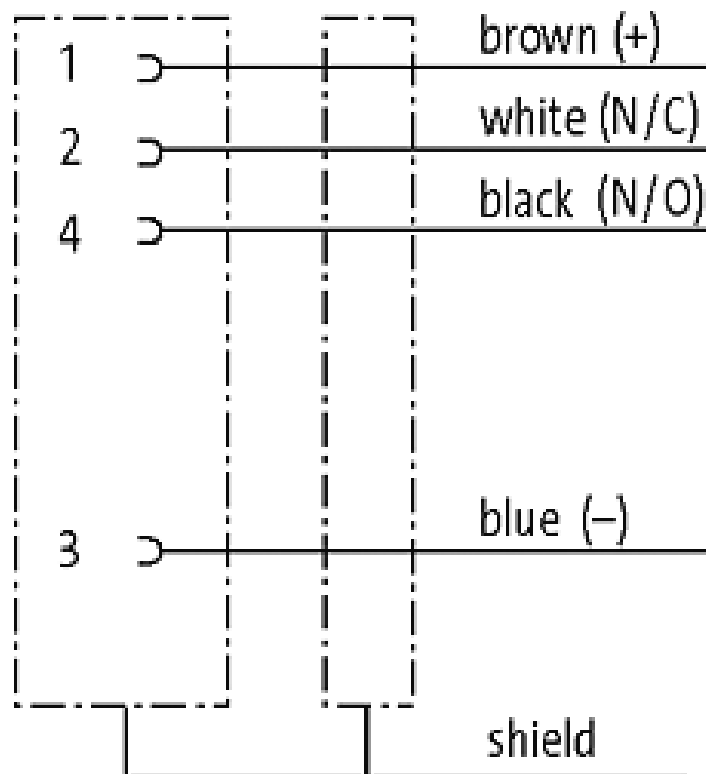 1 brown (+)
2 white (N/C)
4 black (N/O)
3 blue (–)
shield